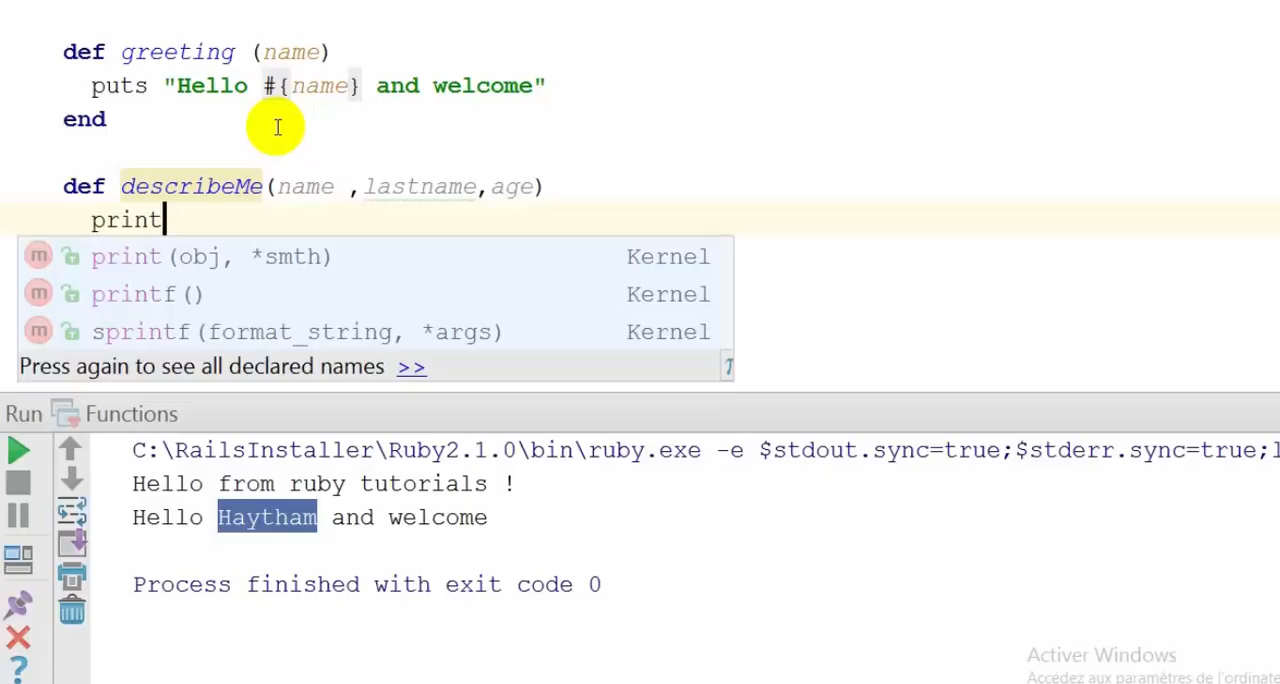 def greeting (name)
puts "Hello #{name} and welcome"
end
def describeMe(name ,lastname,age)
print
m print(obj, *smth) Kernel
m printf() Kernel
m sprintf(format_string, *args) Kernel
Press again to see all declared names >>
Run Functions
C:\RailsInstaller\Ruby2.1.0\bin\ruby.exe -e $stdout.sync=true;$stderr.sync=true;l
Hello from ruby tutorials !
Hello Haytham and welcome
Process finished with exit code 0
Activer Windows
Accédez aux paramètres de l'ordinate